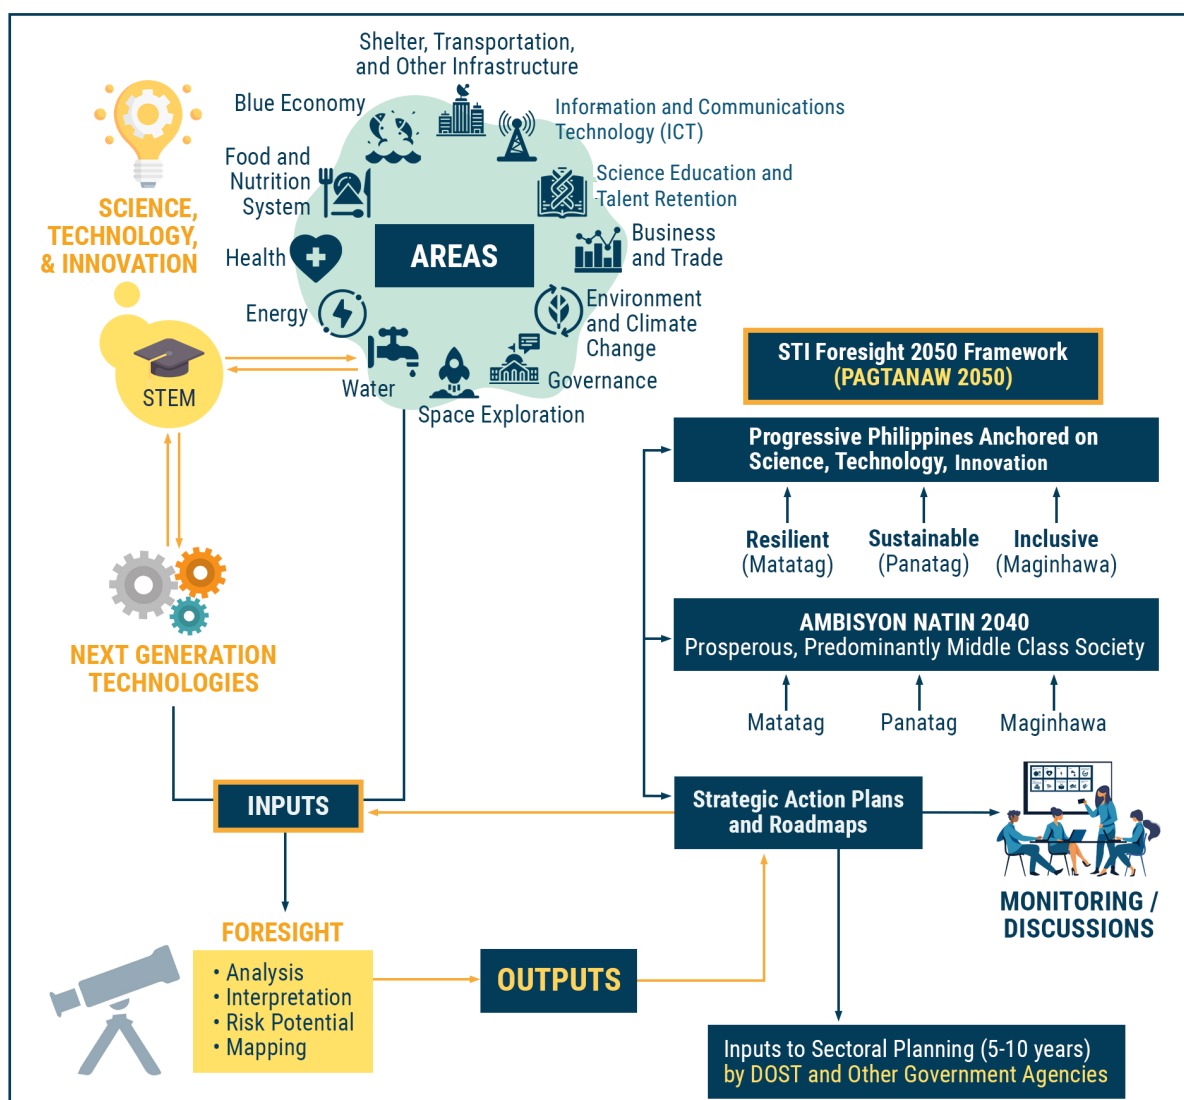 Shelter, Transportation,
and Other Infrastructure
Blue Economy
Information and Communications
Technology (ICT)
Food and
Nutrition
System
Science Education and
Talent Retention
SCIENCE,
TECHNOLOGY,
& INNOVATION
Health
AREAS
Business
and Trade
Energy
Environment
and Climate
Change
Water
Governance
Space Exploration
STEM
STI Foresight 2050 Framework
(PAGTANAW 2050)
Progressive Philippines Anchored on
Science, Technology, Innovation
Resilient
(Matatag)
Sustainable
(Panatag)
Inclusive
(Maginhawa)
AMBISYON NATIN 2040
Prosperous, Predominantly Middle Class Society
Matatag
Panatag
Maginhawa
NEXT GENERATION
TECHNOLOGIES
INPUTS
Strategic Action Plans
and Roadmaps
MONITORING /
DISCUSSIONS
FORESIGHT
• Analysis
• Interpretation
• Risk Potential
• Mapping
OUTPUTS
Inputs to Sectoral Planning (5-10 years)
by DOST and Other Government Agencies